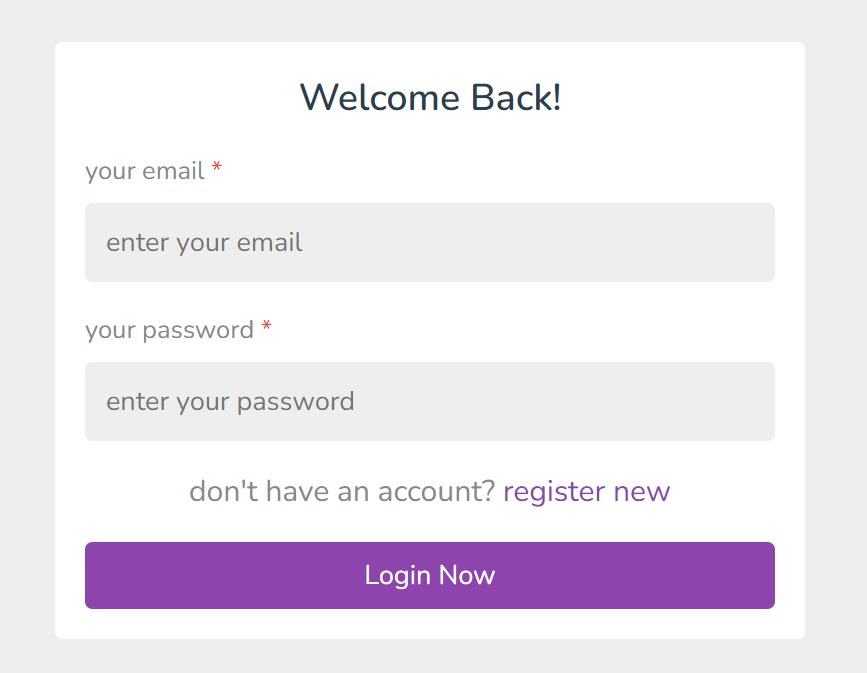 Welcome Back!
your email *
enter your email
your password *
enter your password
don't have an account? register new
Login Now